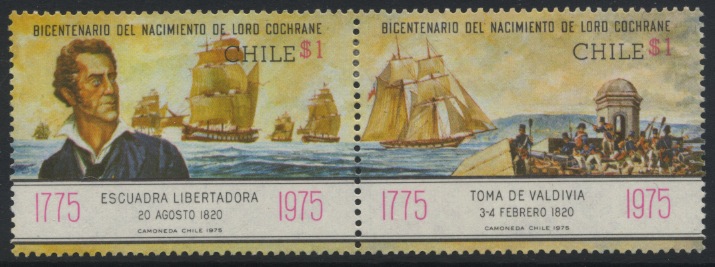 BICENTENARIO DEL NACIMIENTO DE LORD COCHRANE
CHILE $1
1775 ESCUADRA LIBERTADORA 1975
20 AGOSTO 1820
CAMONEDA CHILE 1975
BICENTENARIO DEL NACIMIENTO DE LORD COCHRANE
CHILE $1
1775 TOMA DE VALDIVIA 1975
3-4 FEBRERO 1820
CAMONEDA CHILE 1975